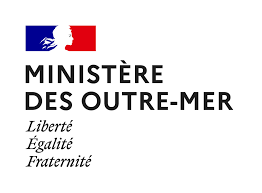 MINISTÈRE
DES OUTRE-MER
Liberté
Égalité
Fraternité